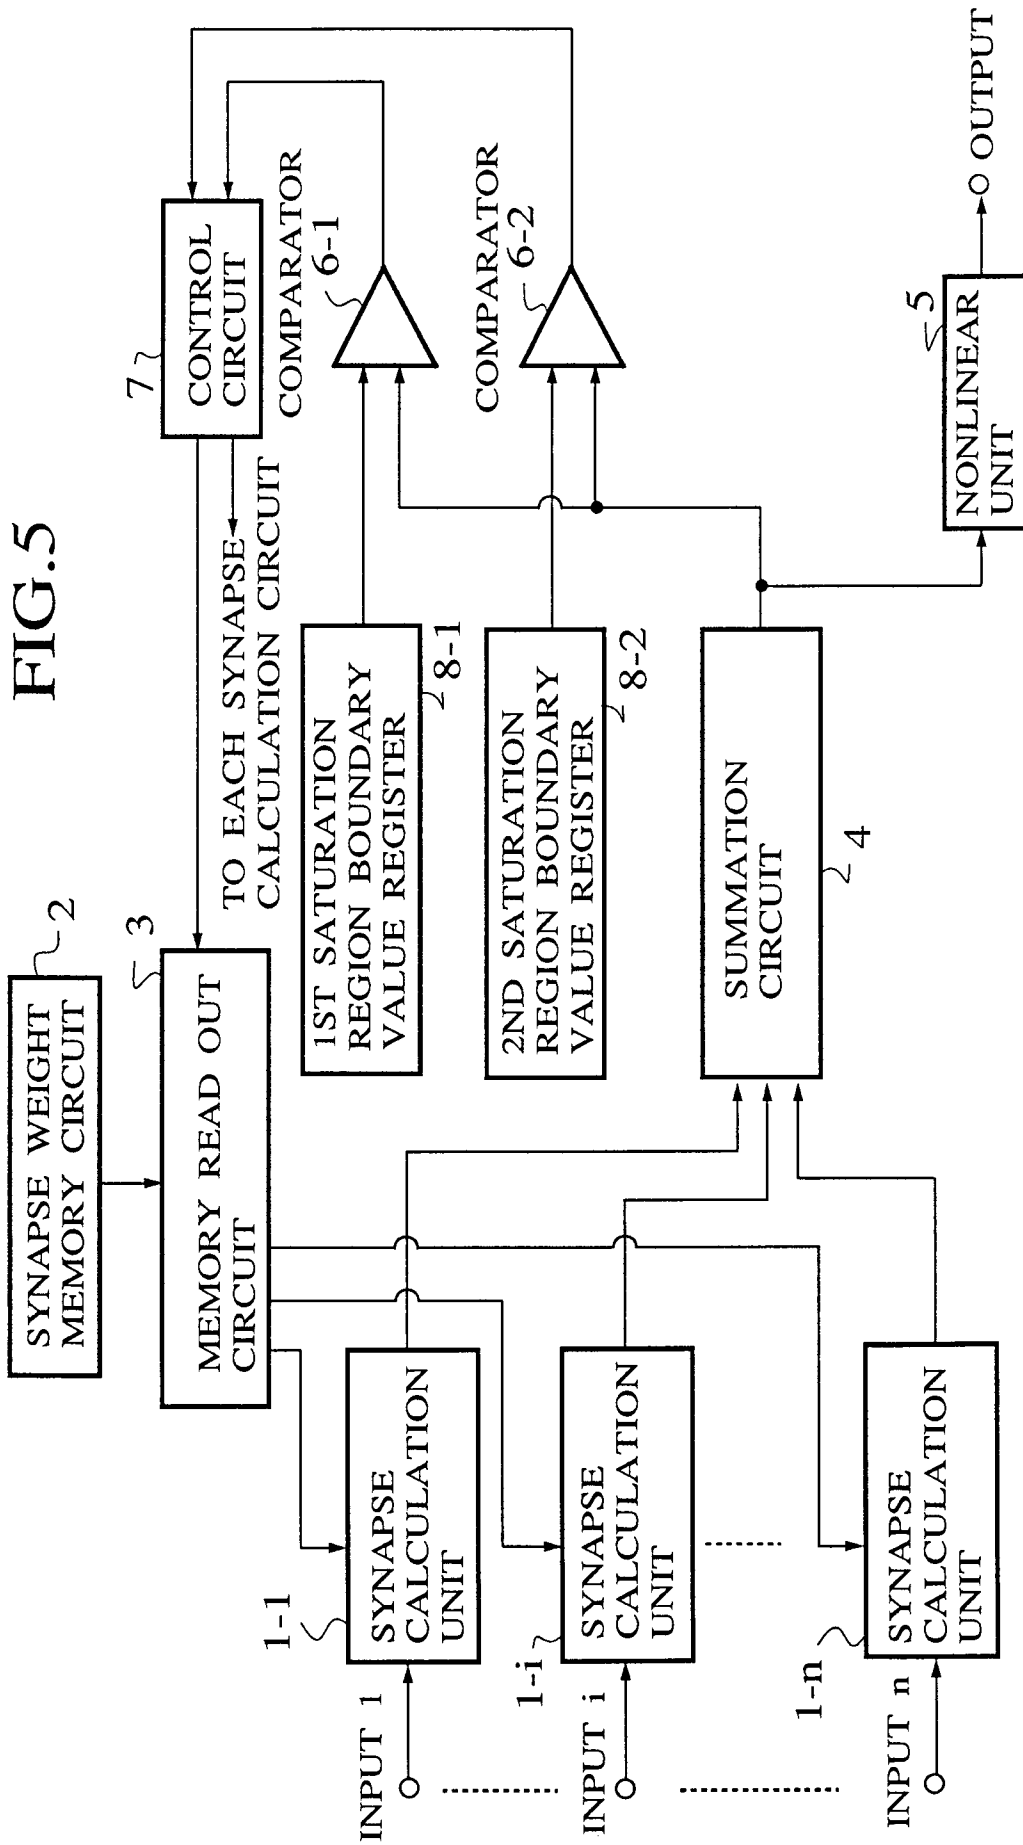 FIG.5
SYNAPSE WEIGHT
MEMORY CIRCUIT
2
MEMORY READ OUT
CIRCUIT
3
7
CONTROL
CIRCUIT
TO EACH SYNAPSE
CALCULATION CIRCUIT
COMPARATOR
6-1
1ST SATURATION
REGION BOUNDARY
VALUE REGISTER
8-1
COMPARATOR
6-2
2ND SATURATION
REGION BOUNDARY
VALUE REGISTER
8-2
INPUT 1
1-1
SYNAPSE
CALCULATION
UNIT
INPUT i
1-i
SYNAPSE
CALCULATION
UNIT
INPUT n
1-n
SYNAPSE
CALCULATION
UNIT
SUMMATION
CIRCUIT
4
5
NONLINEAR
UNIT
OUTPUT